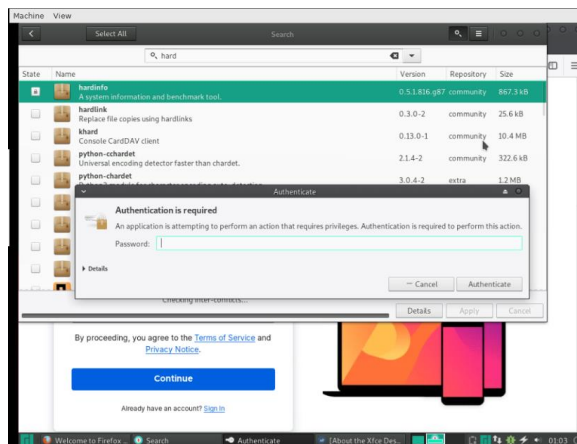 Machine View
Select All
Search
hard
State Name Version Repository Size
hardinfo
A system information and benchmark tool.
0.5.1.816.g87 community 867.3 kB
hardlink
Replace file copies using hardlinks
0.3.0-2 community 25.6 kB
khard
Console CardDAV client
0.13.0-1 community 10.4 MB
python-cchardet
Universal encoding detector faster than chardet.
2.1.4-2 community 322.6 kB
python-chardet
3.0.4-2 extra 1.2 MB
Authenticate
Authentication is required
An application is attempting to perform an action that requires privileges. Authentication is required to perform this action.
Password:
Details
Cancel Authenticate
Checking inter-conflicts...
Details Apply Cancel
By proceeding, you agree to the Terms of Service and
Privacy Notice.
Continue
Already have an account? Sign in
Welcome to Firefox ... Search Authenticate [About the Xfce Des... 01:03